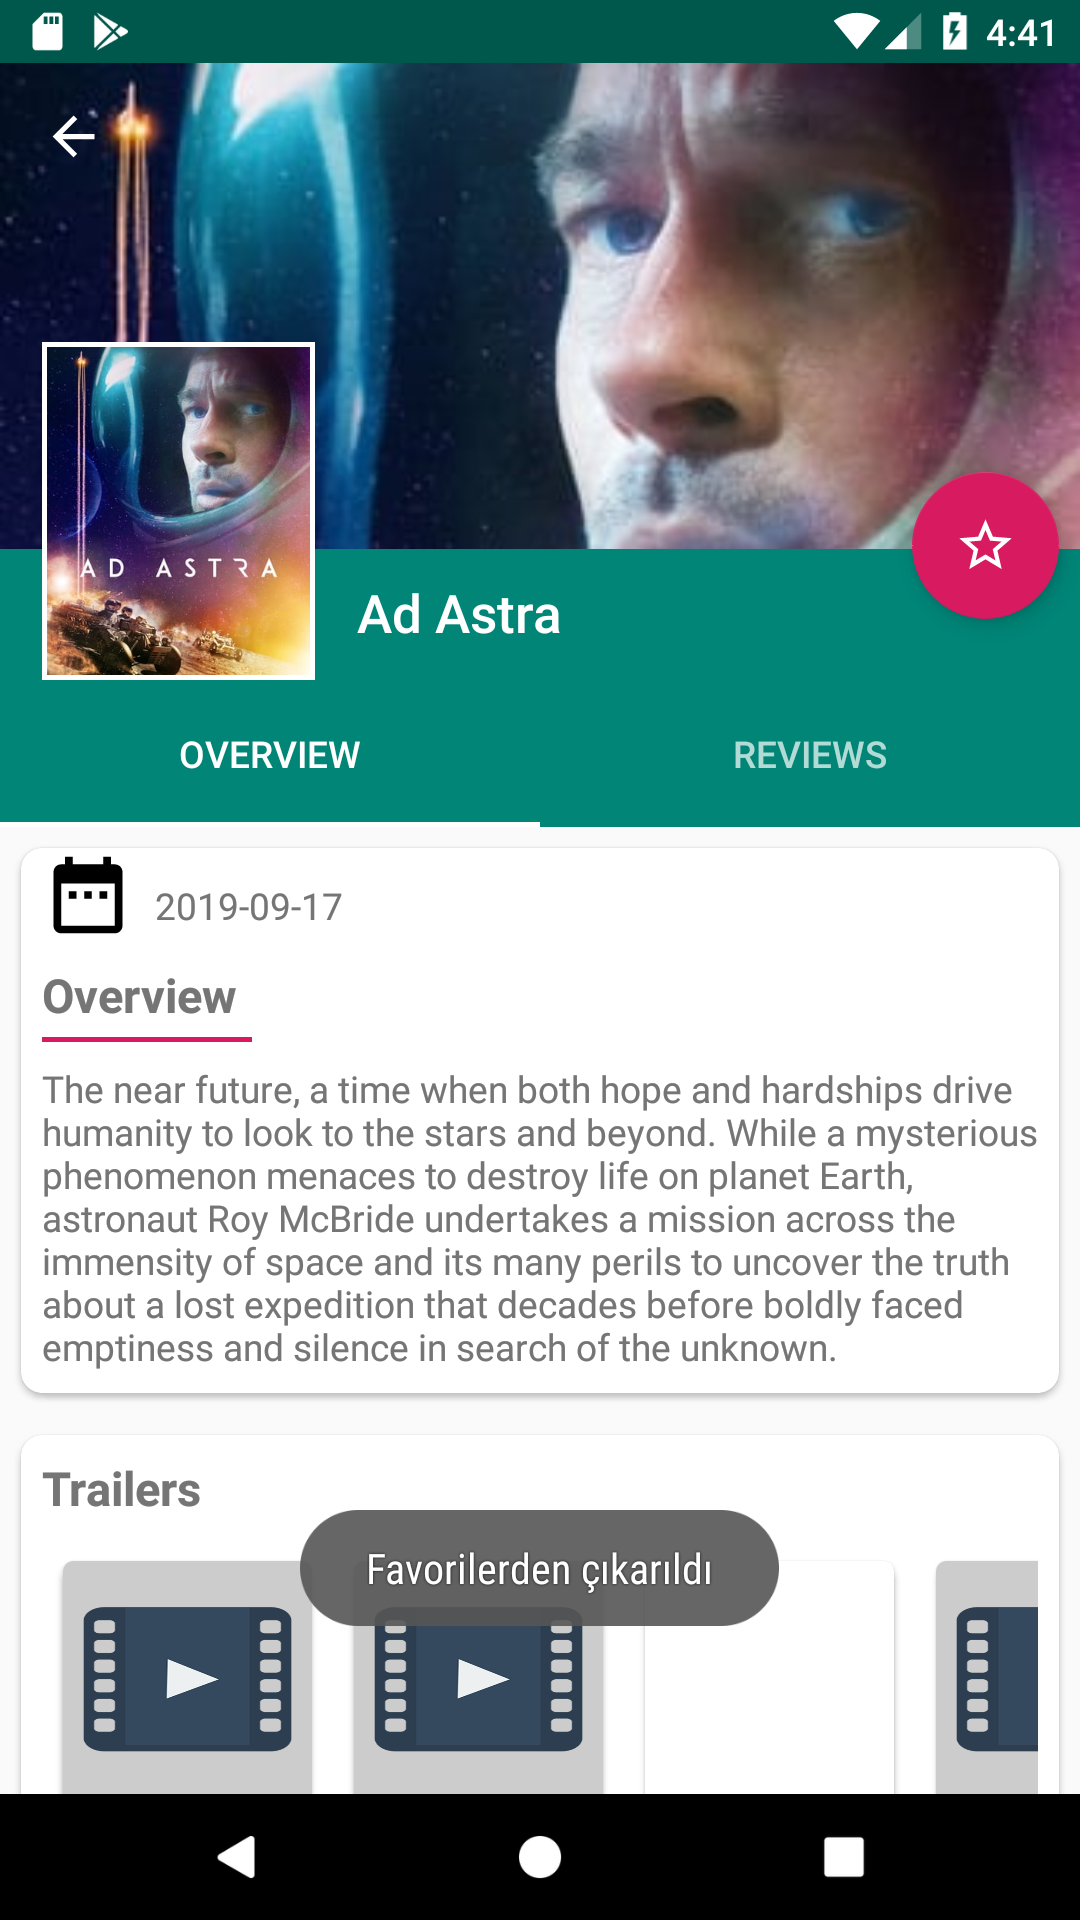 4:41
AD ASTRA
Ad Astra
OVERVIEW
REVIEWS
2019-09-17
Overview
The near future, a time when both hope and hardships drive
humanity to look to the stars and beyond. While a mysterious
phenomenon menaces to destroy life on planet Earth,
astronaut Roy McBride undertakes a mission across the
immensity of space and its many perils to uncover the truth
about a lost expedition that decades before boldly faced
emptiness and silence in search of the unknown.
Trailers
Favorilerden çıkarıldı